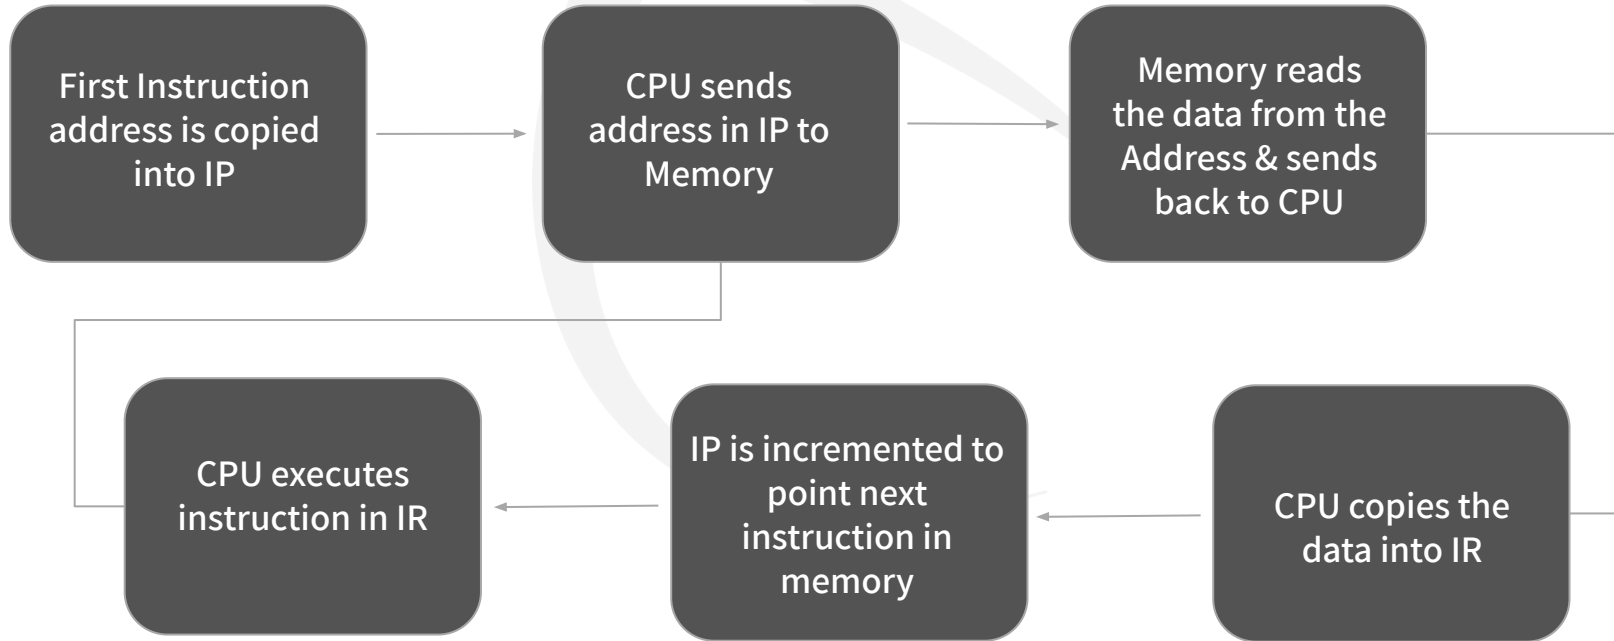 First Instruction
address is copied
into IP
CPU sends
address in IP to
Memory
Memory reads
the data from the
Address & sends
back to CPU
CPU executes
instruction in IR
IP is incremented to
point next
instruction in
memory
CPU copies the
data into IR